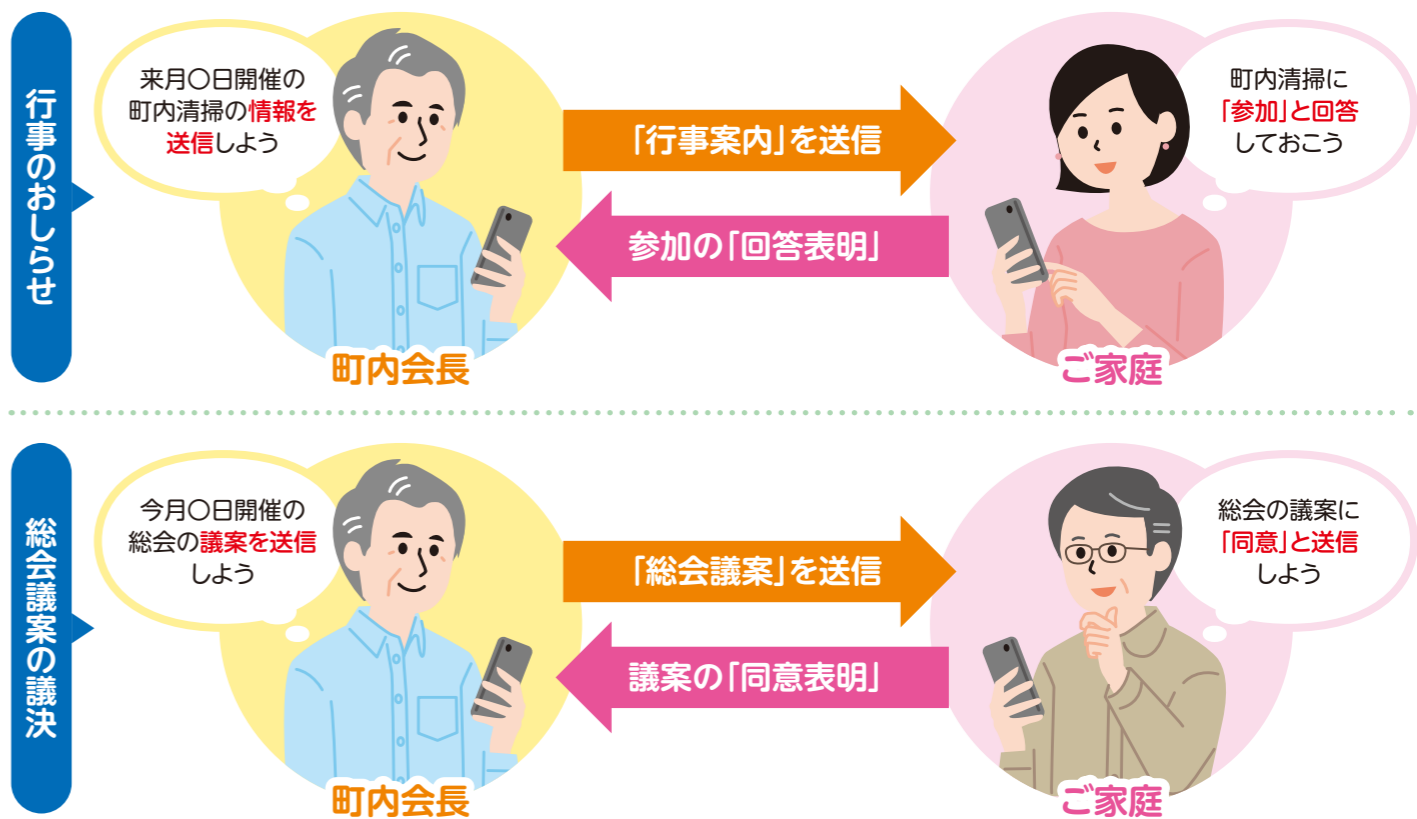 行事のおしらせ
来月〇日開催の
町内清掃の情報を
送信しよう
「行事案内」を送信
参加の「回答表明」
町内清掃に
「参加」と回答
しておこう
町内会長
ご家庭
総会議案の議決
今月〇日開催の
総会の議案を送信
しよう
「総会議案」を送信
議案の「同意表明」
総会の議案に
「同意」と送信
しよう
町内会長
ご家庭